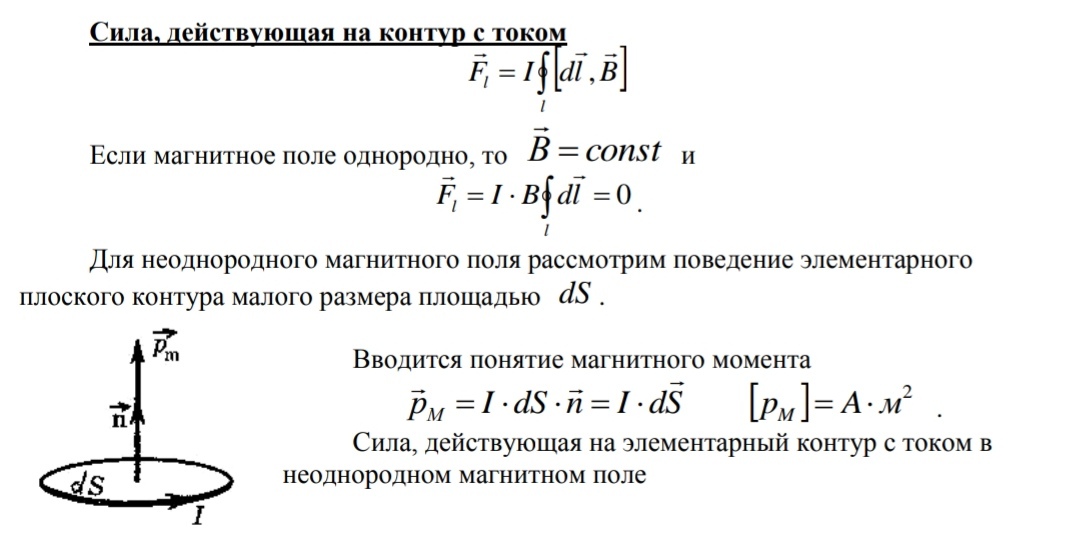 Сила, действующая на контур с током
$\vec{F}_l = I \oint_l [d\vec{l}, \vec{B}]$
Если магнитное поле однородно, то $\vec{B} = const$ и
$\vec{F}_l = I \cdot B \oint_l d\vec{l} = 0$.
Для неоднородного магнитного поля рассмотрим поведение элементарного
плоского контура малого размера площадью $dS$.
$\vec{p}_m$
$\vec{n}$
dS
I
Вводится понятие магнитного момента
$\vec{p}_M = I \cdot dS \cdot \vec{n} = I \cdot d\vec{S}$ $[p_M] = A \cdot м^2$.
Сила, действующая на элементарный контур с током в
неоднородном магнитном поле